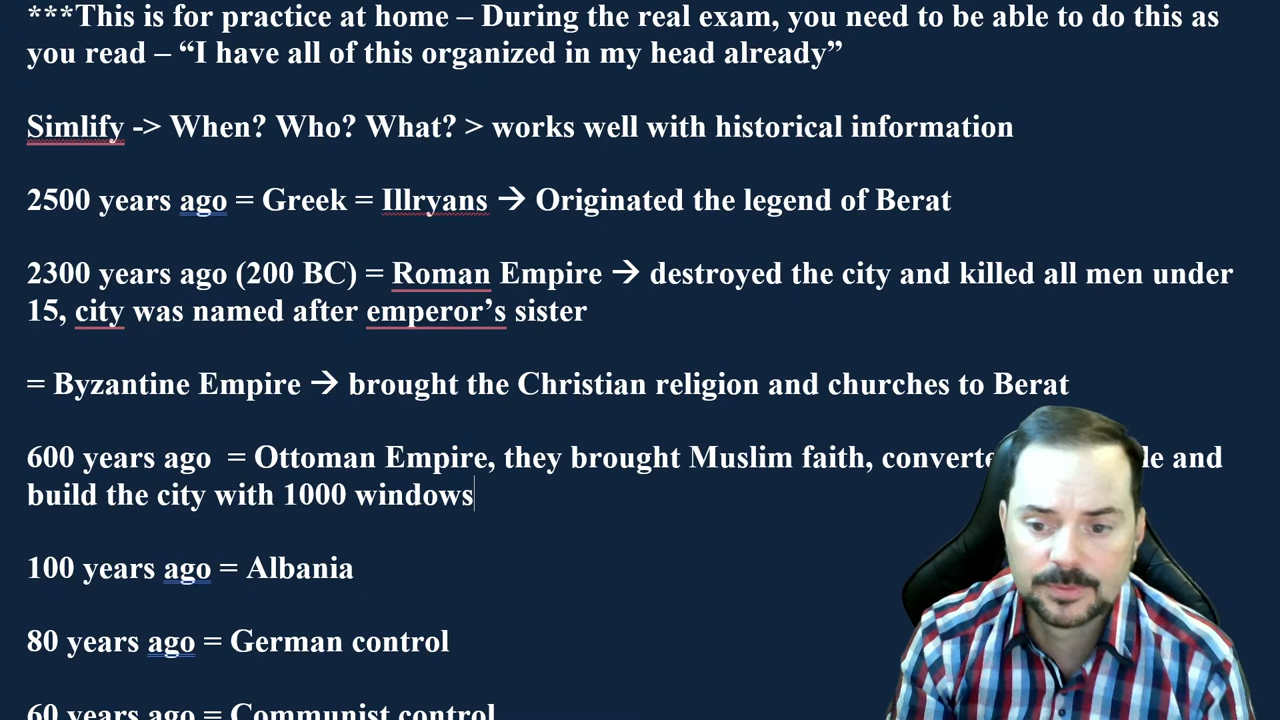 ***This is for practice at home – During the real exam, you need to be able to do this as
you read – “I have all of this organized in my head already”
Simlify -> When? Who? What? > works well with historical information
2500 years ago = Greek = Illryans → Originated the legend of Berat
2300 years ago (200 BC) = Roman Empire → destroyed the city and killed all men under
15, city was named after emperor’s sister
= Byzantine Empire → brought the Christian religion and churches to Berat
600 years ago = Ottoman Empire, they brought Muslim faith, and
build the city with 1000 windows
100 years ago = Albania
80 years ago = German control
60 years ago = Communist control